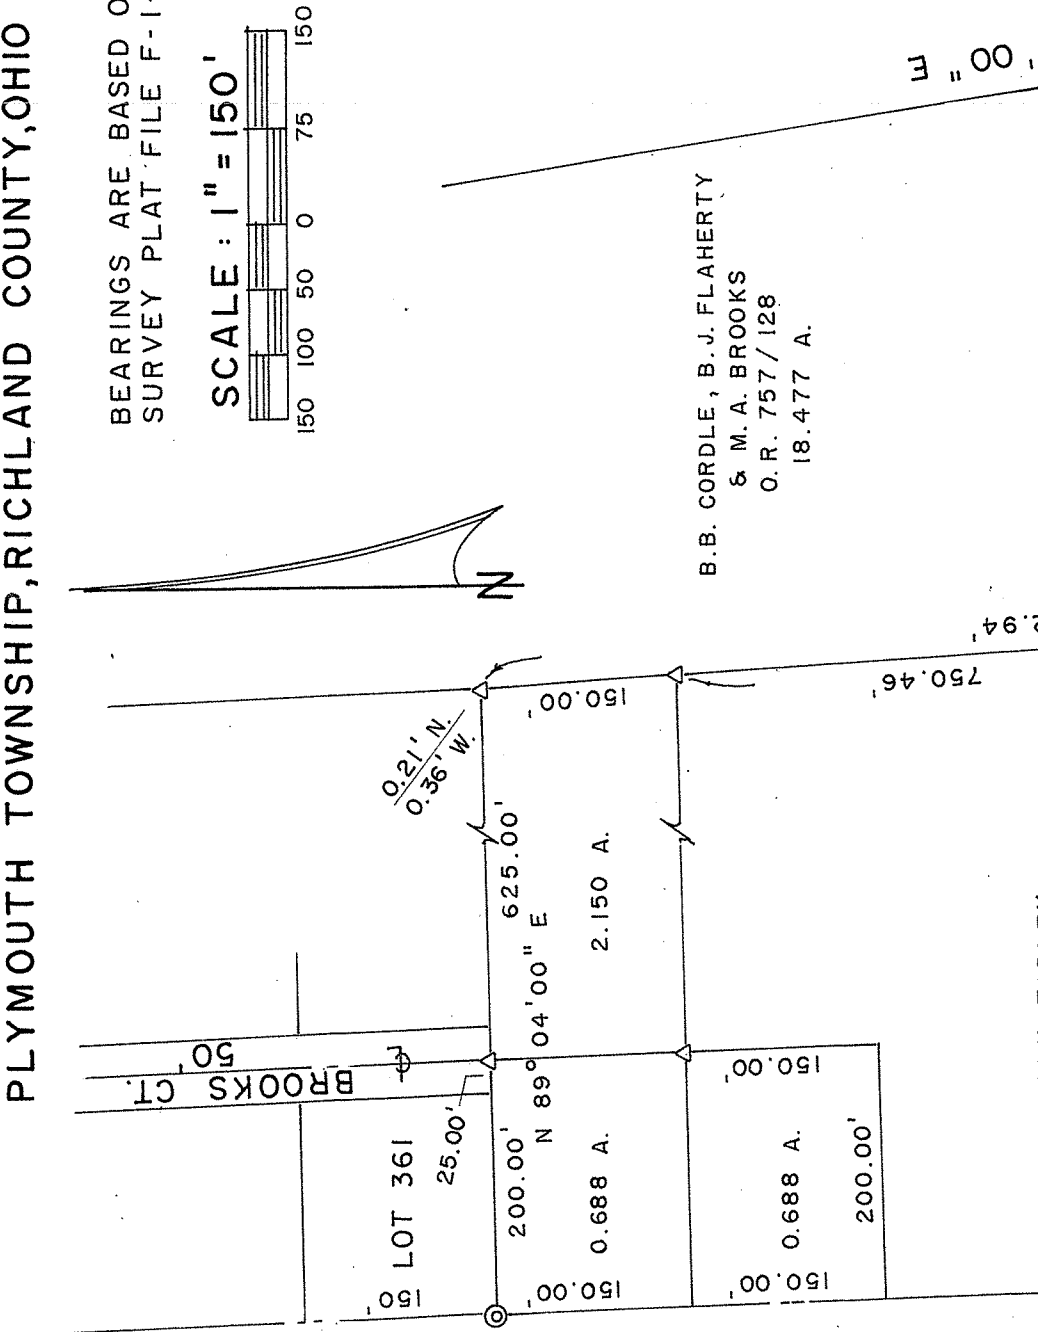 PLYMOUTH TOWNSHIP, RICHLAND COUNTY, OHIO
BEARINGS ARE BASED O
SURVEY PLAT FILE F-1
SCALE : 1" = 150'
150 100 50 0 75 150
N
' 00 " E
B.B. CORDLE, B.J. FLAHERTY
& M. A. BROOKS
O.R. 757/128
18.477 A.
2.94'
750.46'
150.00'
0.21' N.
0.36' W.
625.00'
N 89° 04' 00" E
2.150 A.
50'
BROOKS CT.
LOT 361
25.00'
150'
200.00'
0.688 A.
150.00'
150.00'
0.688 A.
150.00'
200.00'